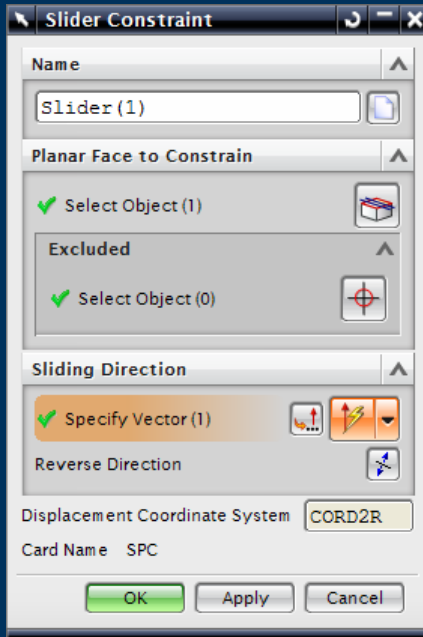 Slider Constraint
Name
Slider(1)
Planar Face to Constrain
Select Object (1)
Excluded
Select Object (0)
Sliding Direction
Specify Vector (1)
Reverse Direction
Displacement Coordinate System CORD2R
Card Name SPC
OK Apply Cancel